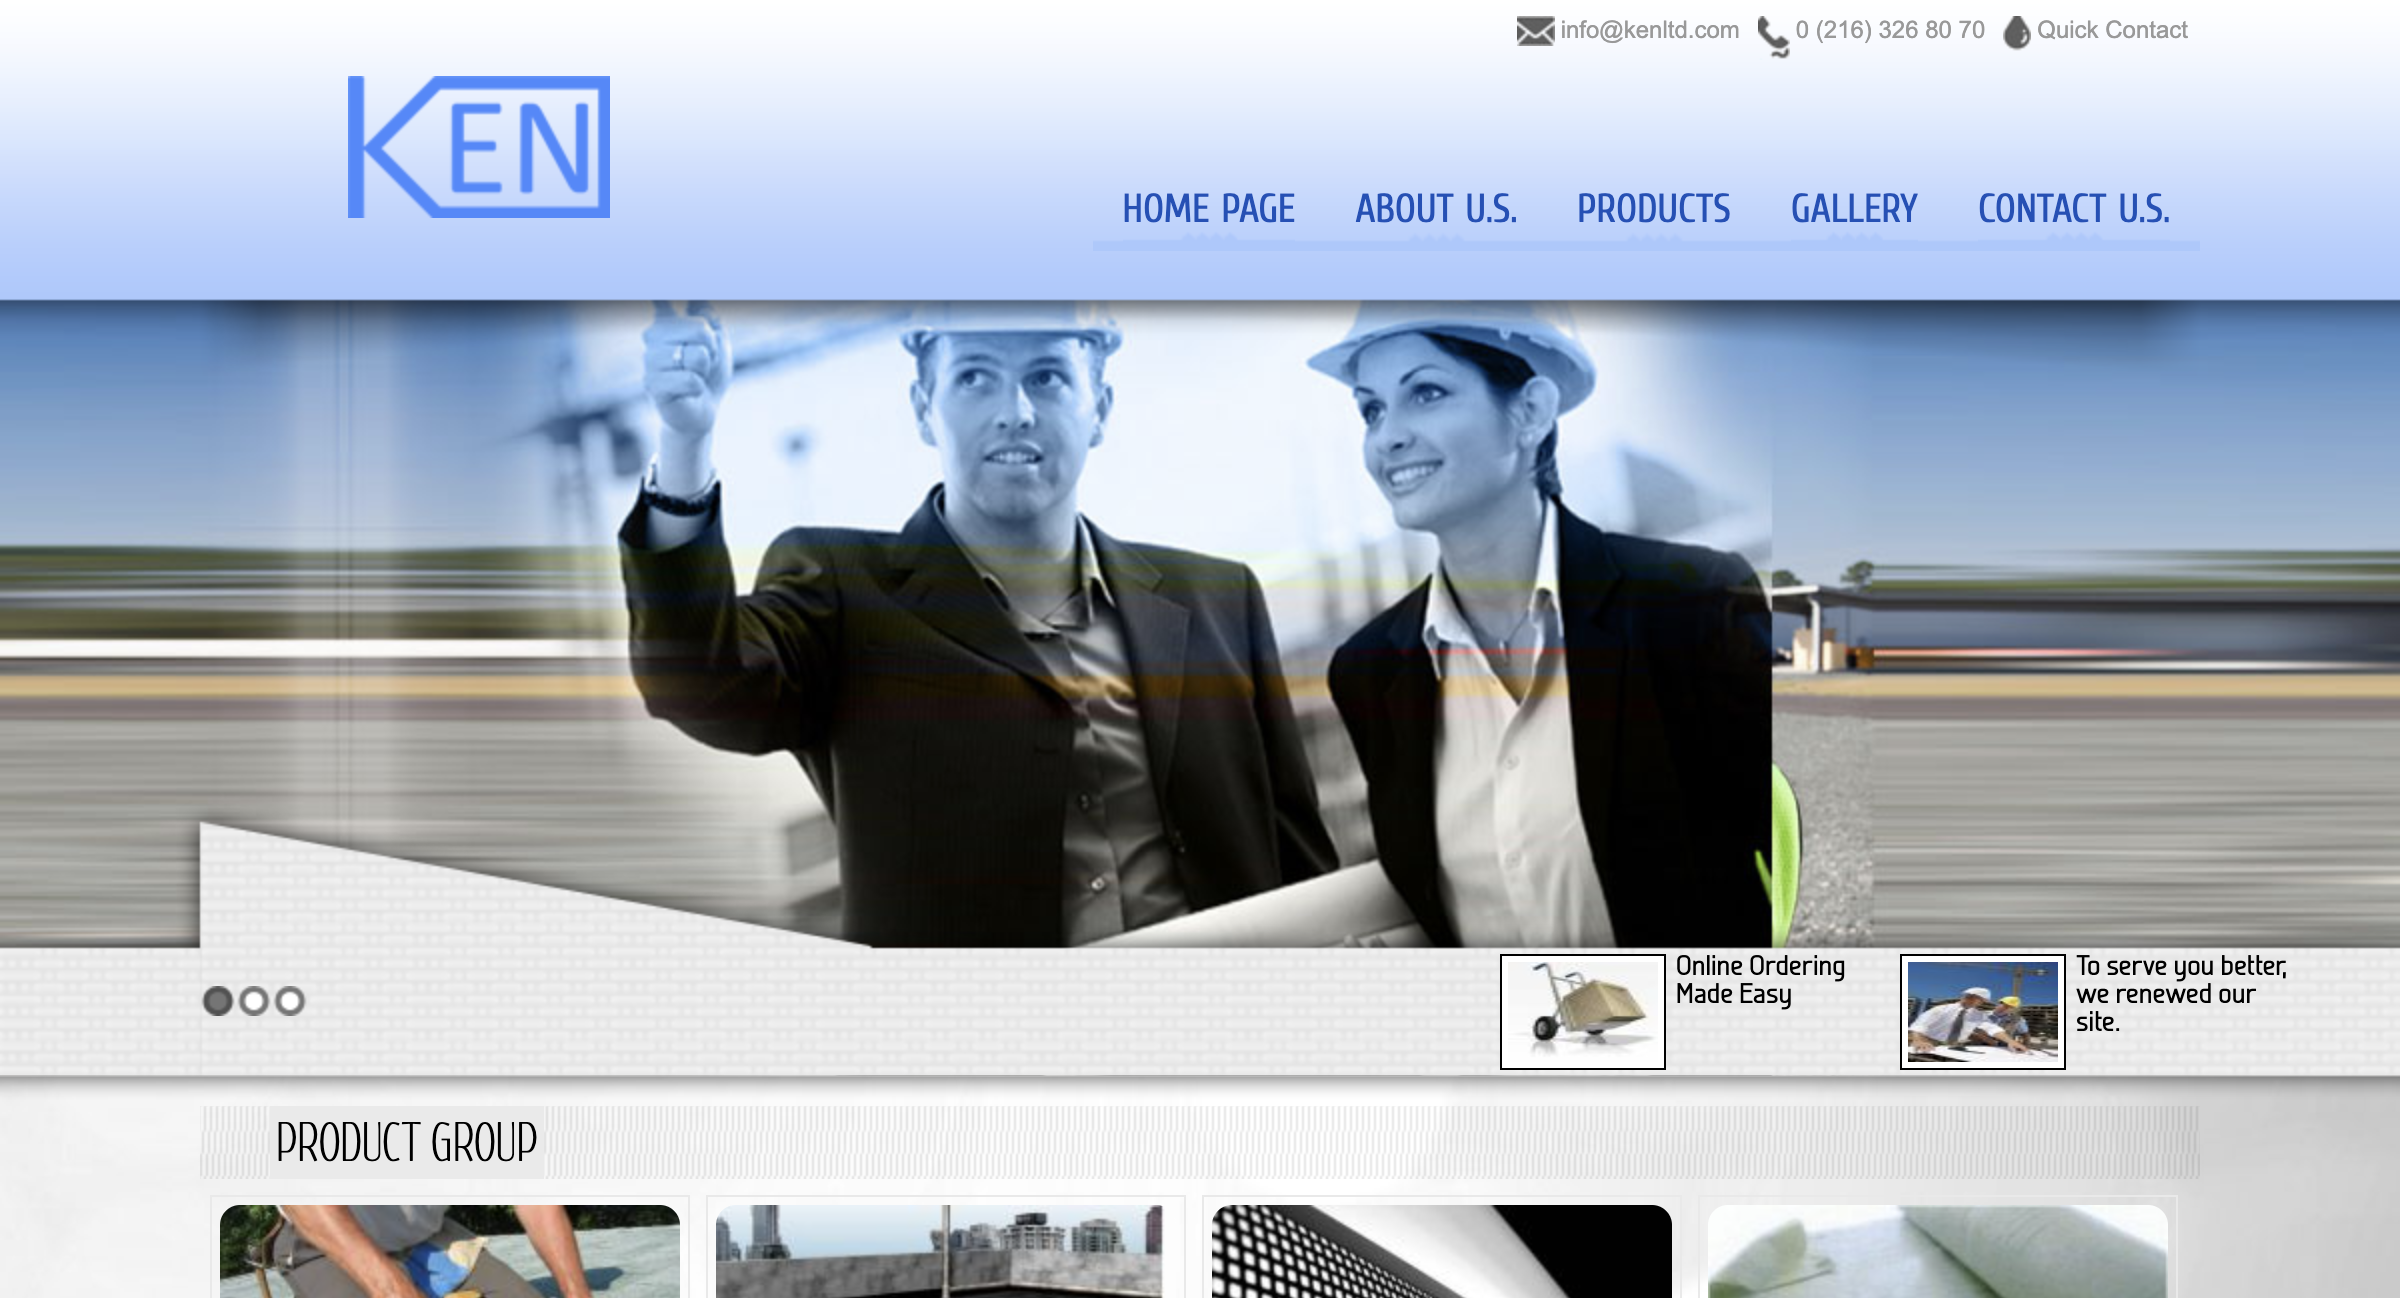 info@kenltd.com 0 (216) 326 80 70 Quick Contact
KEN
HOME PAGE ABOUT U.S. PRODUCTS GALLERY CONTACT U.S.
Online Ordering
Made Easy
To serve you better,
we renewed our
site.
PRODUCT GROUP